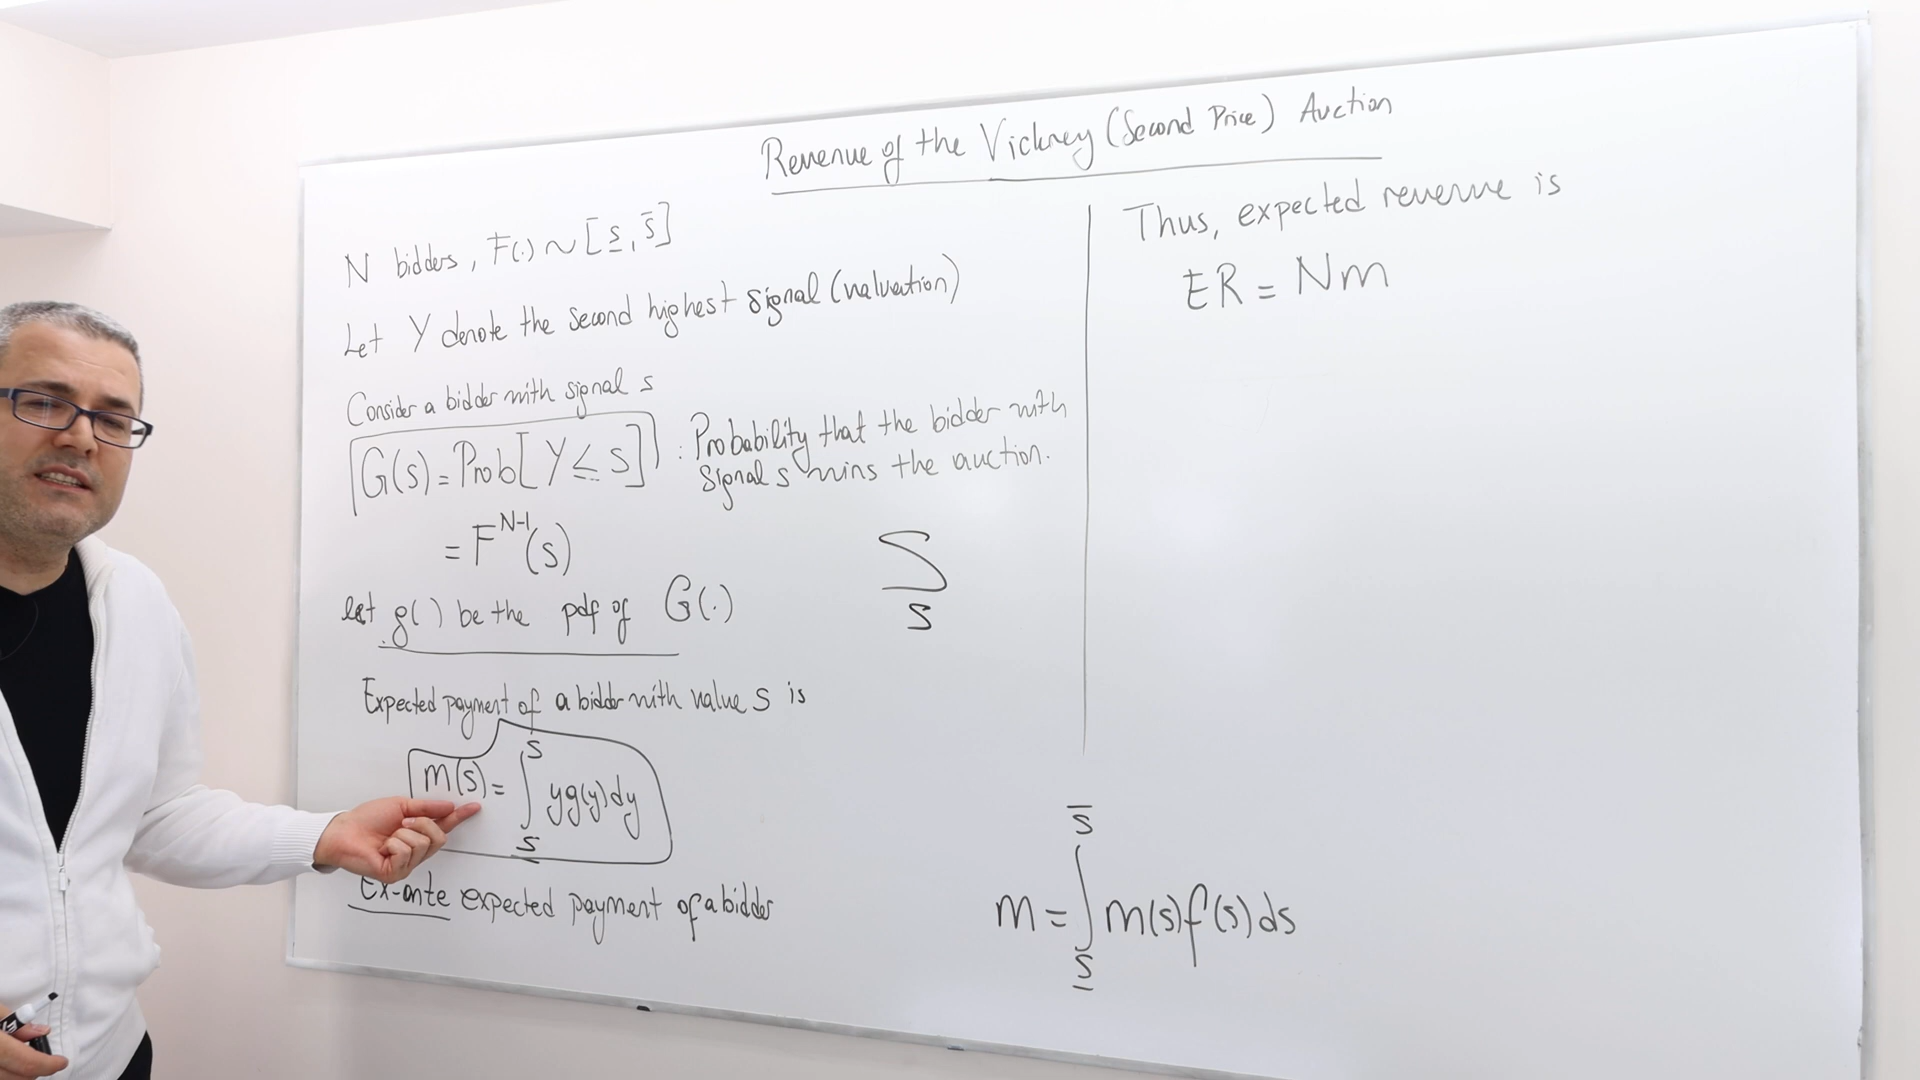 Revenue of the Vickrey (Second Price) Auction
N bidders, F(.) ~ [s̲, s̄]
Let Y denote the second highest signal (valuation)
Consider a bidder with signal s
G(s) = Prob[Y ≤ s] : Probability that the bidder with
signal s wins the auction.
= F^{N-1}(s)
let g( ) be the pdf of G(.)
S
s
Expected payment of a bidder with value s is
m(s) = ∫_{s̲}^{s} y g(y) dy
Ex-ante expected payment of a bidder
m = ∫_{s̲}^{s̄} m(s) f(s) ds
Thus, expected revenue is
ER = Nm